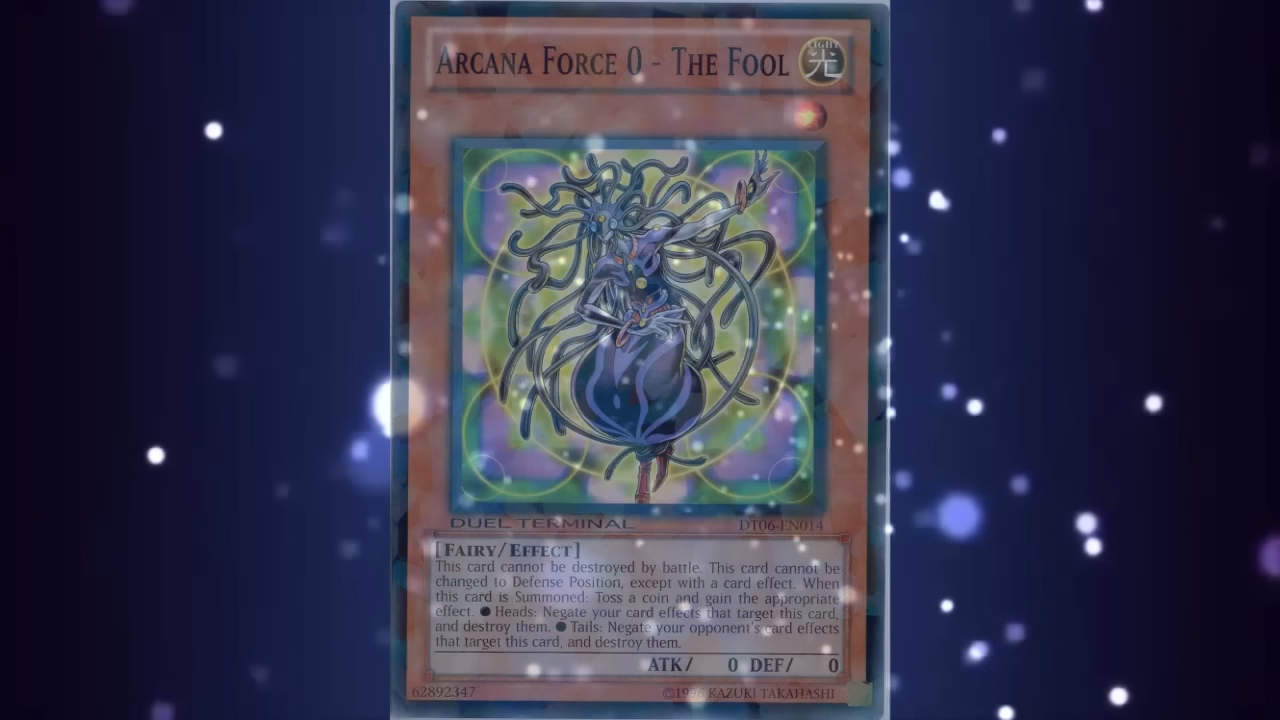 ARCANA FORCE 0 - THE FOOL
LIGHT
光
DUEL TERMINAL
DT06-EN014
[FAIRY/EFFECT]
This card cannot be destroyed by battle. This card cannot be
changed to Defense Position, except with a card effect. When
this card is Summoned: Toss a coin and gain the appropriate
effect. ● Heads: Negate your card effects that target this card,
and destroy them. ● Tails: Negate your opponent's card effects
that target this card, and destroy them.
ATK/ 0 DEF/ 0
62892347
©1996 KAZUKI TAKAHASHI